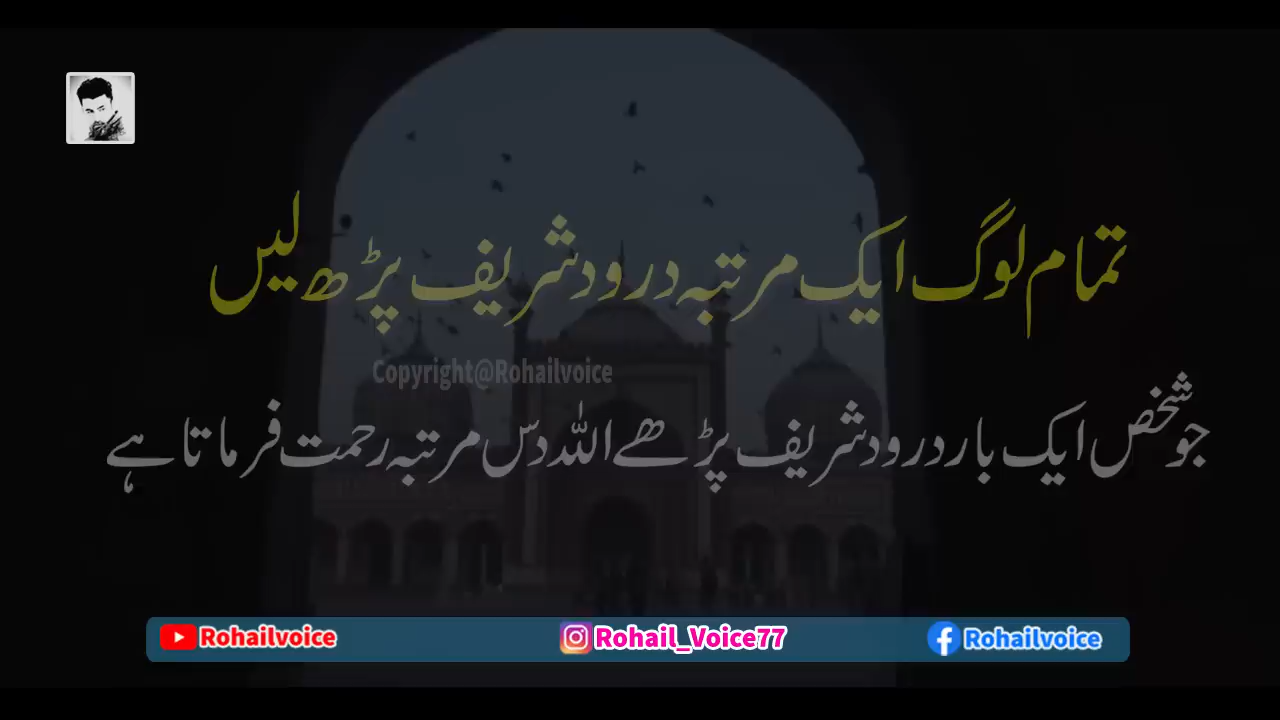 تمام لوگ ایک مرتبہ درود شریف پڑھ لیں
Copyright@Rohailvoice
جو شخص ایک بار درود شریف پڑھے اللہ دس مرتبہ رحمت فرماتا ہے
Rohailvoice Rohail_Voice77 Rohailvoice